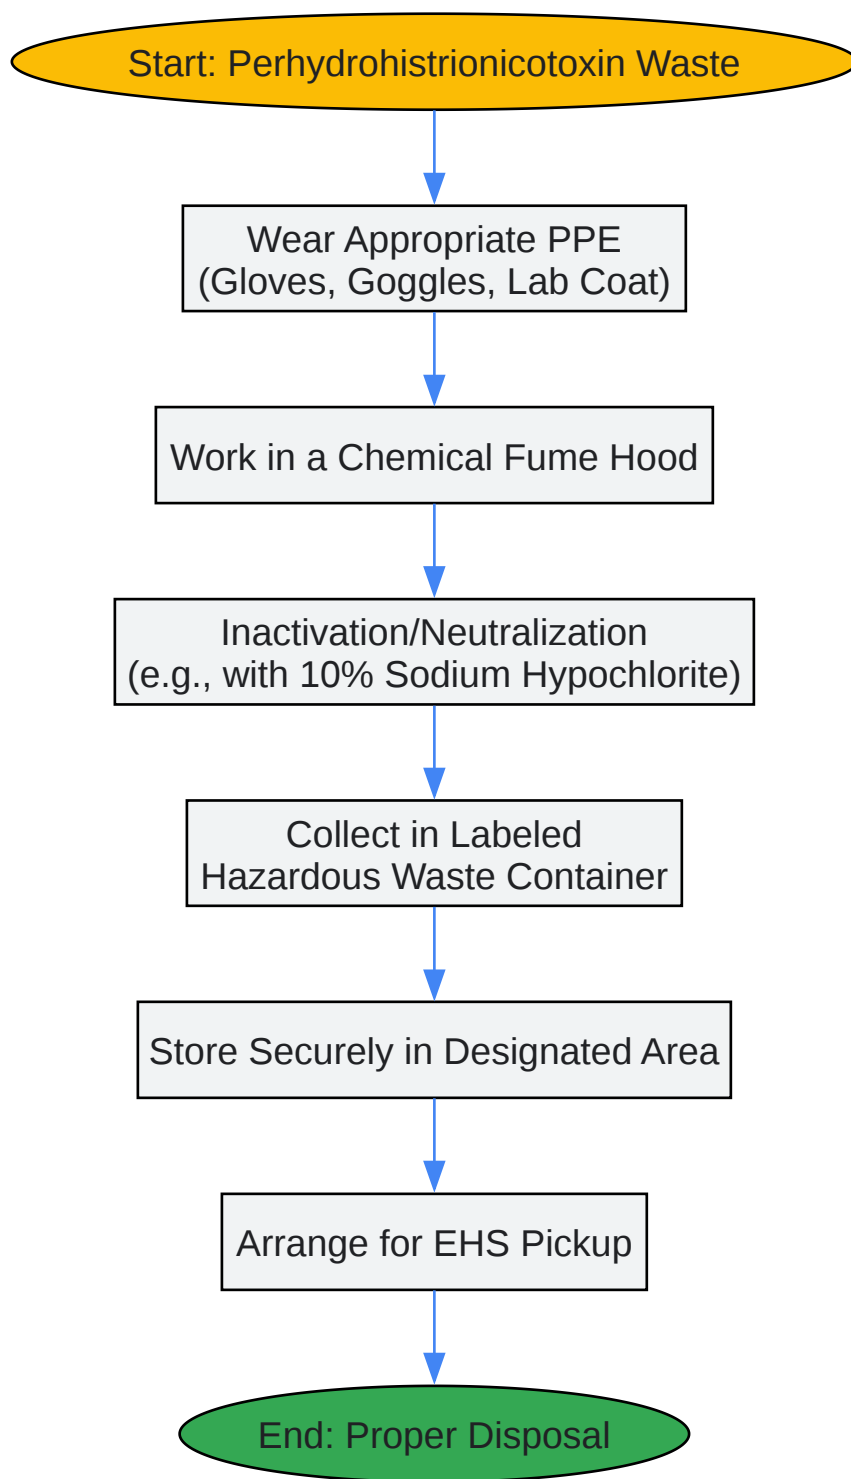 Start: Perhydrohistrionicotoxin Waste
Wear Appropriate PPE
(Gloves, Goggles, Lab Coat)
Work in a Chemical Fume Hood
Inactivation/Neutralization
(e.g., with 10% Sodium Hypochlorite)
Collect in Labeled
Hazardous Waste Container
Store Securely in Designated Area
Arrange for EHS Pickup
End: Proper Disposal